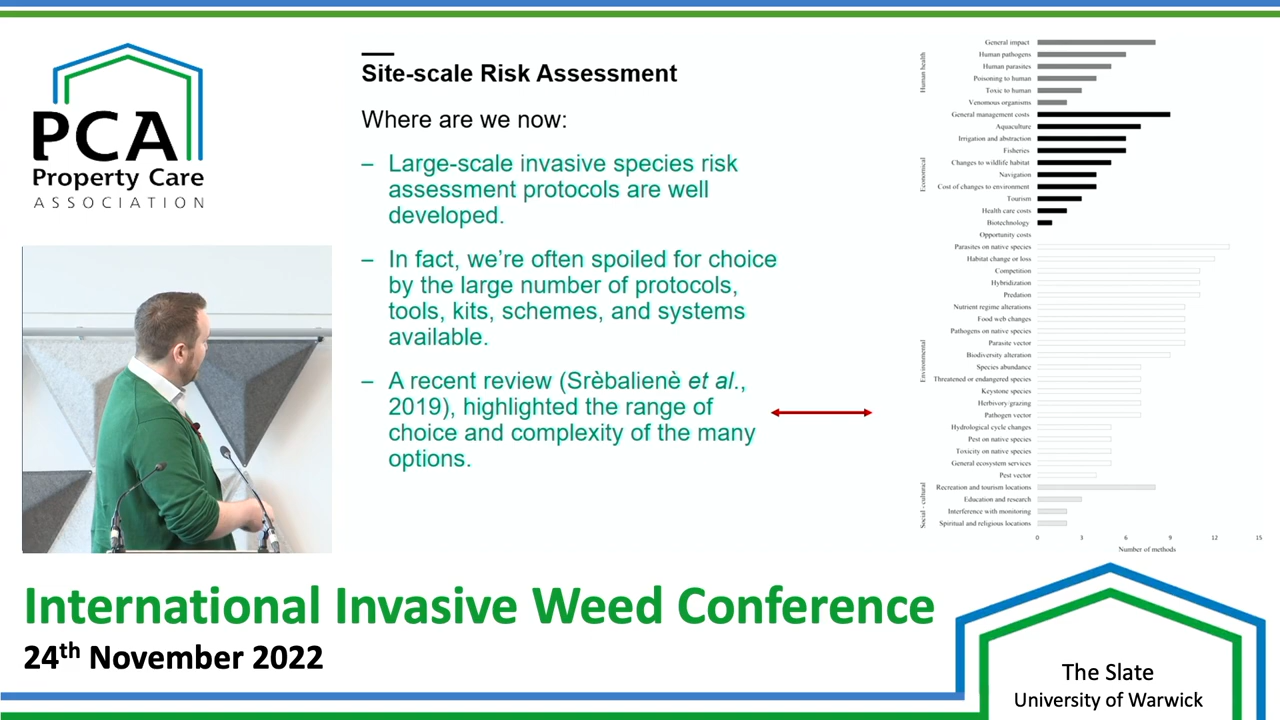 PCA
Property Care
ASSOCIATION
Site-scale Risk Assessment
Where are we now:
– Large-scale invasive species risk
assessment protocols are well
developed.
– In fact, we’re often spoiled for choice
by the large number of protocols,
tools, kits, schemes, and systems
available.
– A recent review (Srèbalienè et al.,
2019), highlighted the range of
choice and complexity of the many
options.
Human health
General impact
Human pathogens
Human parasites
Poisoning to human
Toxic to human
Venomous organisms
Economical
General management costs
Aquaculture
Irrigation and abstraction
Fisheries
Changes to wildlife habitat
Navigation
Cost of changes to environment
Tourism
Health care costs
Biotechnology
Opportunity costs
Environmental
Parasites on native species
Habitat change or loss
Competition
Hybridization
Predation
Nutrient regime alterations
Food web changes
Pathogens on native species
Parasite vector
Biodiversity alteration
Species abundance
Threatened or endangered species
Keystone species
Herbivory/grazing
Pathogen vector
Hydrological cycle changes
Pest on native species
Toxicity on native species
General ecosystem services
Pest vector
Social - cultural
Recreation and tourism locations
Education and research
Interference with monitoring
Spiritual and religious locations
0 3 6 9 12 15
Number of methods
International Invasive Weed Conference
24th November 2022
The Slate
University of Warwick